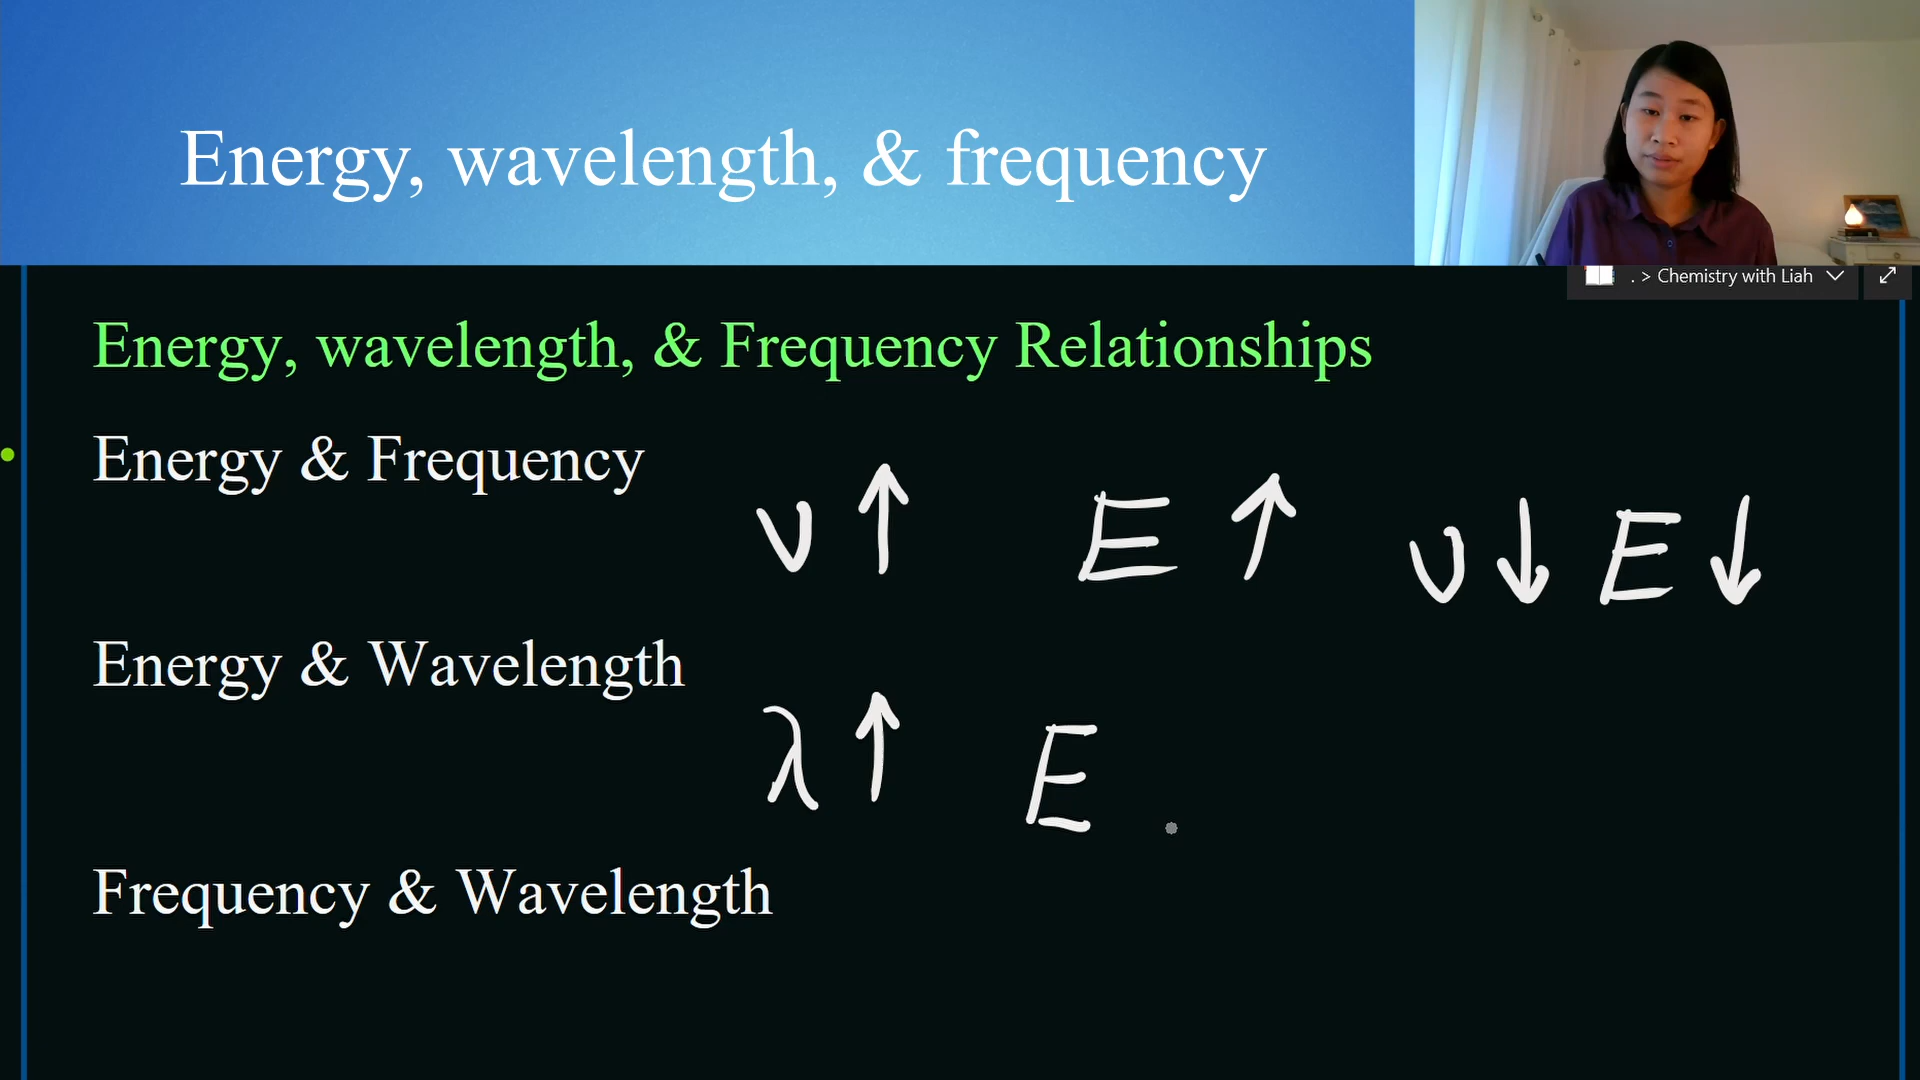 Energy, wavelength, & frequency
. > Chemistry with Liah
Energy, wavelength, & Frequency Relationships
Energy & Frequency
ν ↑ E ↑ ν ↓ E ↓
Energy & Wavelength
λ ↑ E
Frequency & Wavelength